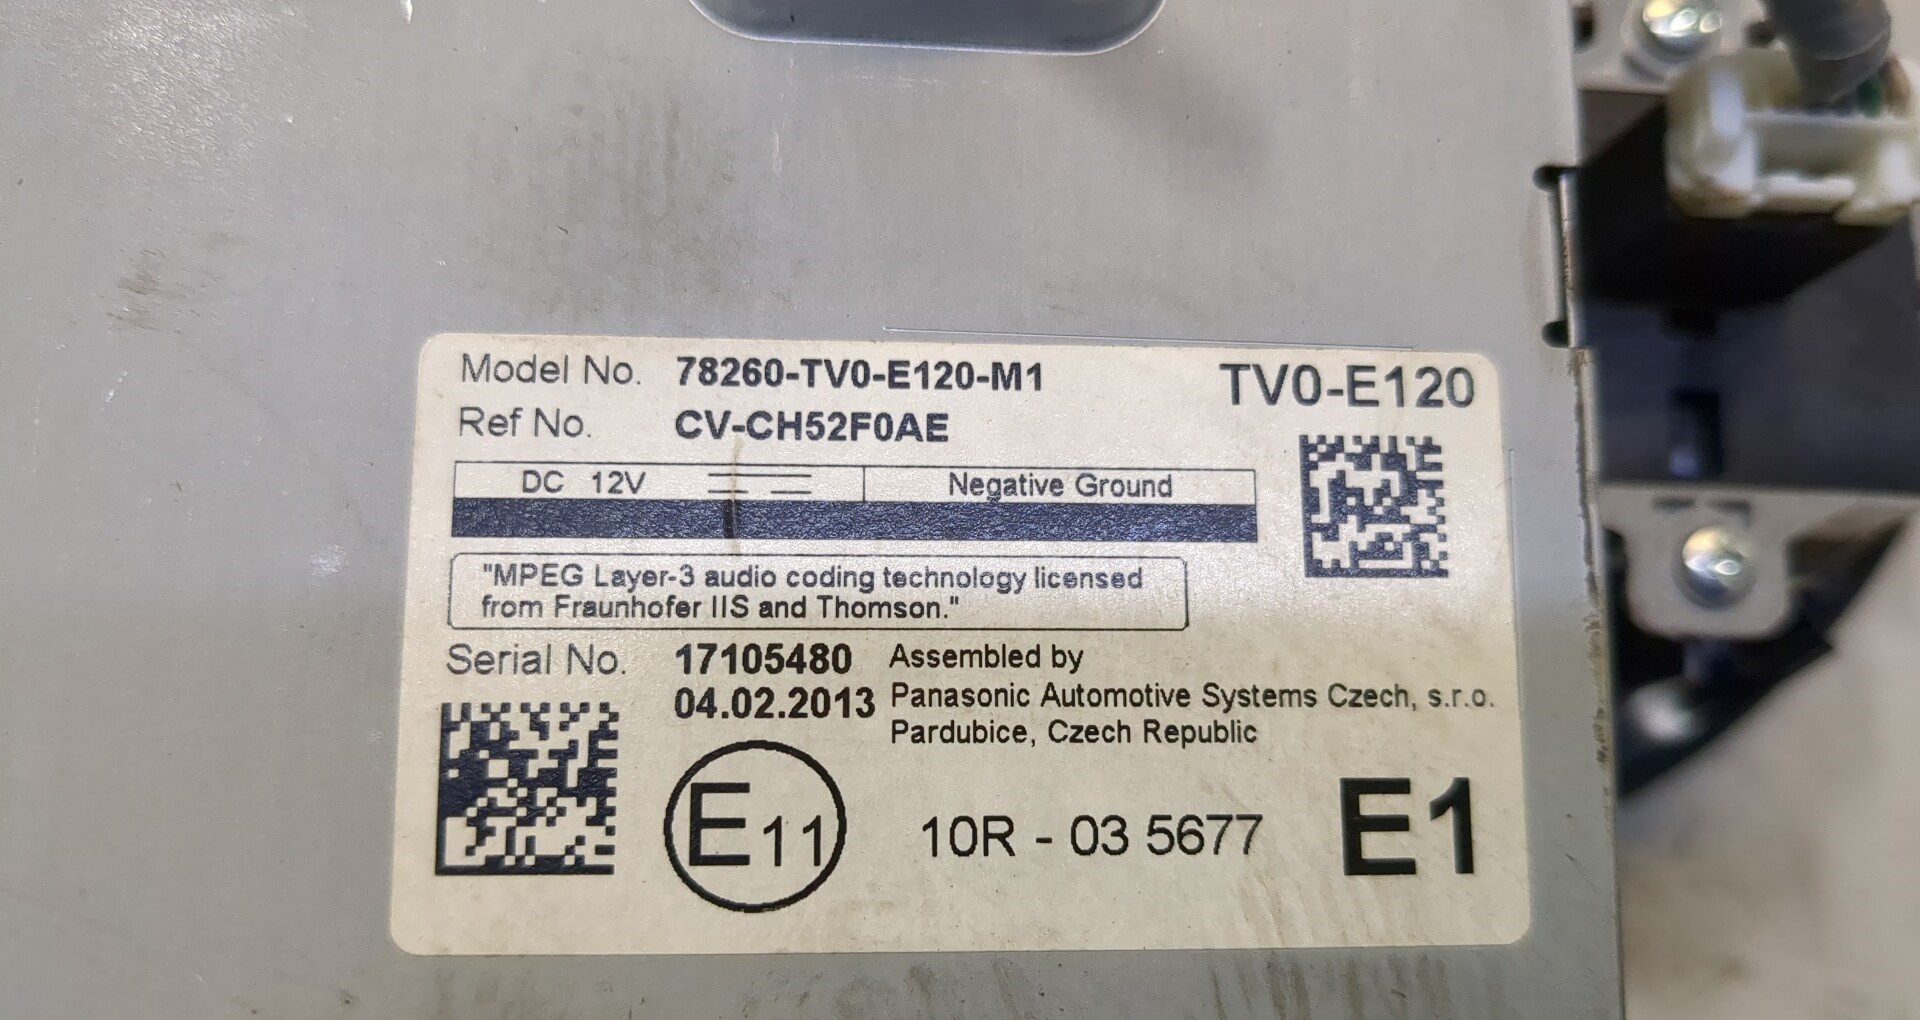 Model No. 78260-TV0-E120-M1 TV0-E120
Ref No. CV-CH52F0AE
DC 12V Negative Ground
"MPEG Layer-3 audio coding technology licensed
from Fraunhofer IIS and Thomson."
Serial No. 17105480 Assembled by
04.02.2013 Panasonic Automotive Systems Czech, s.r.o.
Pardubice, Czech Republic
E11 10R - 03 5677 E1